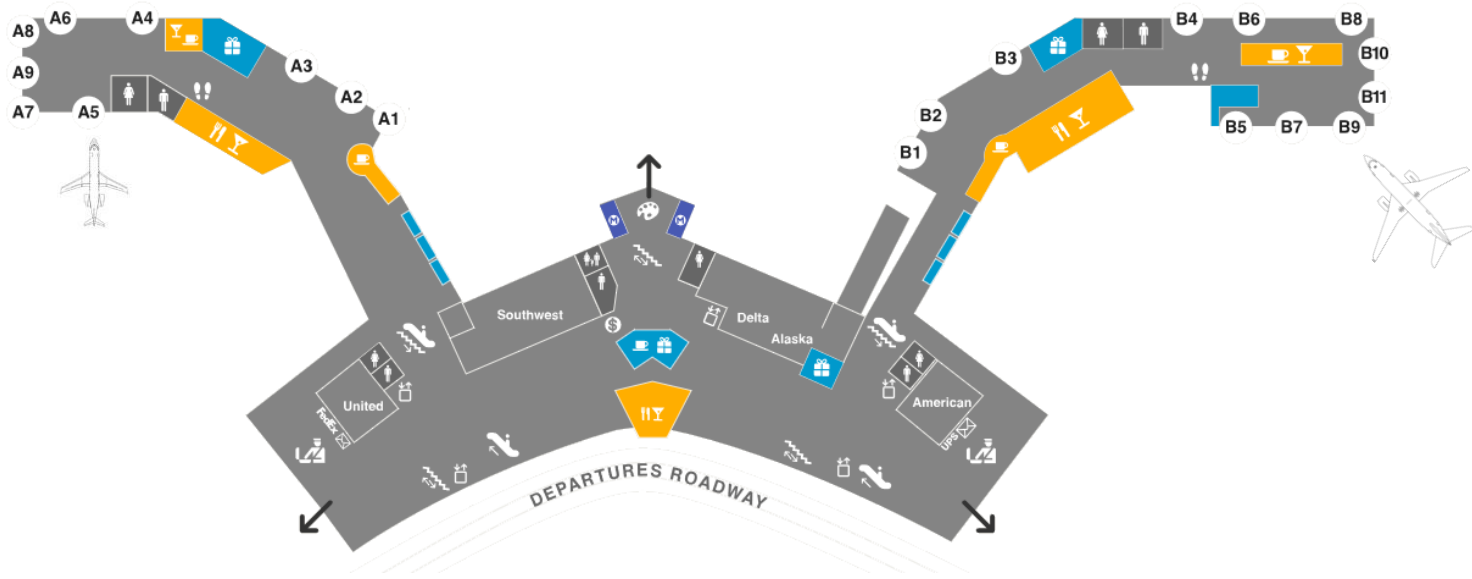 A8
A6
A4
A9
A7
A5
A3
A2
A1
B4
B6
B8
B3
B10
B2
B11
B1
B5
B7
B9
M
M
Southwest
$
Delta
Alaska
United
FedEx
American
UPS
DEPARTURES ROADWAY